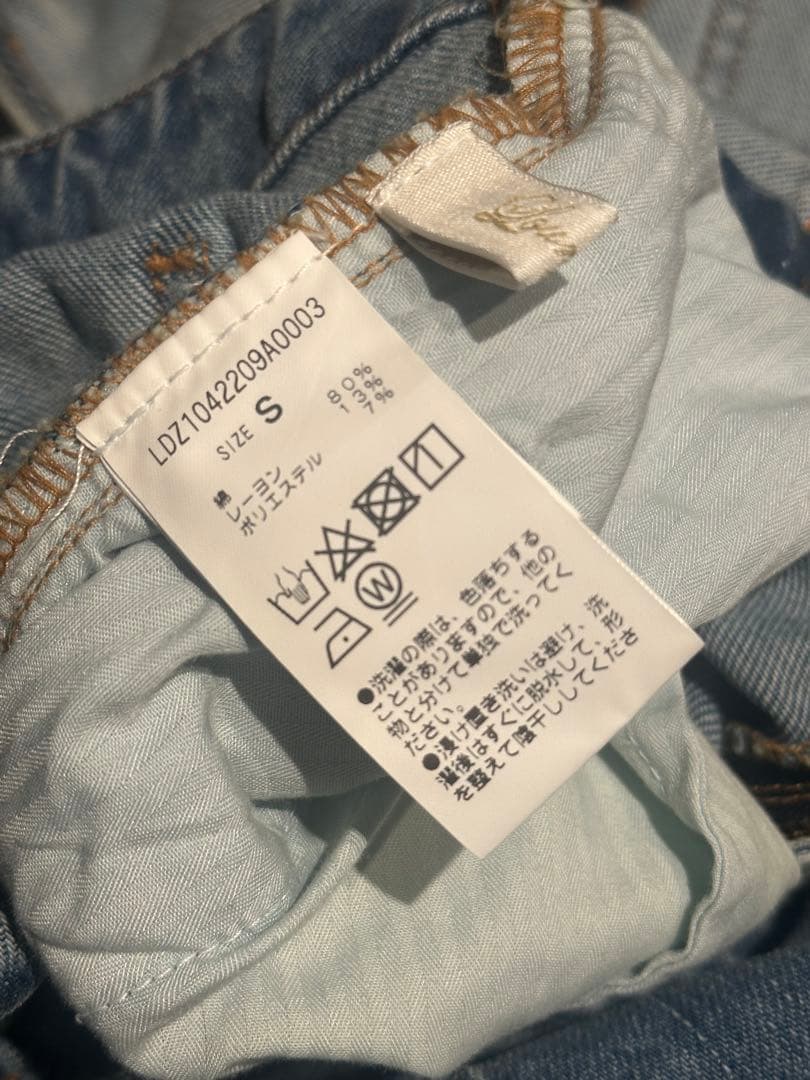 LDZ1042209A0003
SIZE S
綿 80%
レーヨン 13%
ポリエステル 7%
W
●洗濯の際は、色落ちする
ことがありますので、他の
物と分けて単独で洗ってく
ださい。
●浸け置き洗いは避け、洗
濯後はすぐに脱水して、形
を整えて陰干ししてくださ